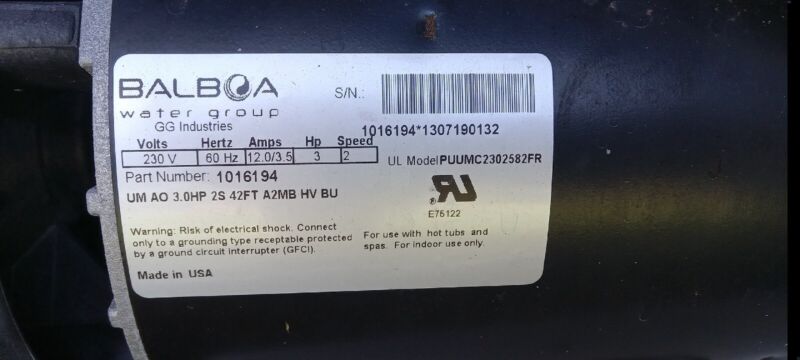 BALBOA
water group
GG Industries
S/N.:
1016194*1307190132
Volts Hertz Amps Hp Speed
230 V 60 Hz 12.0/3.5 3 2
UL Model PUUMC2302582FR
Part Number: 1016194
UM AO 3.0HP 2S 42FT A2MB HV BU
RU
E75122
Warning: Risk of electrical shock. Connect
only to a grounding type receptable protected
by a ground circuit interrupter (GFCI).
For use with hot tubs and
spas. For indoor use only.
Made in USA